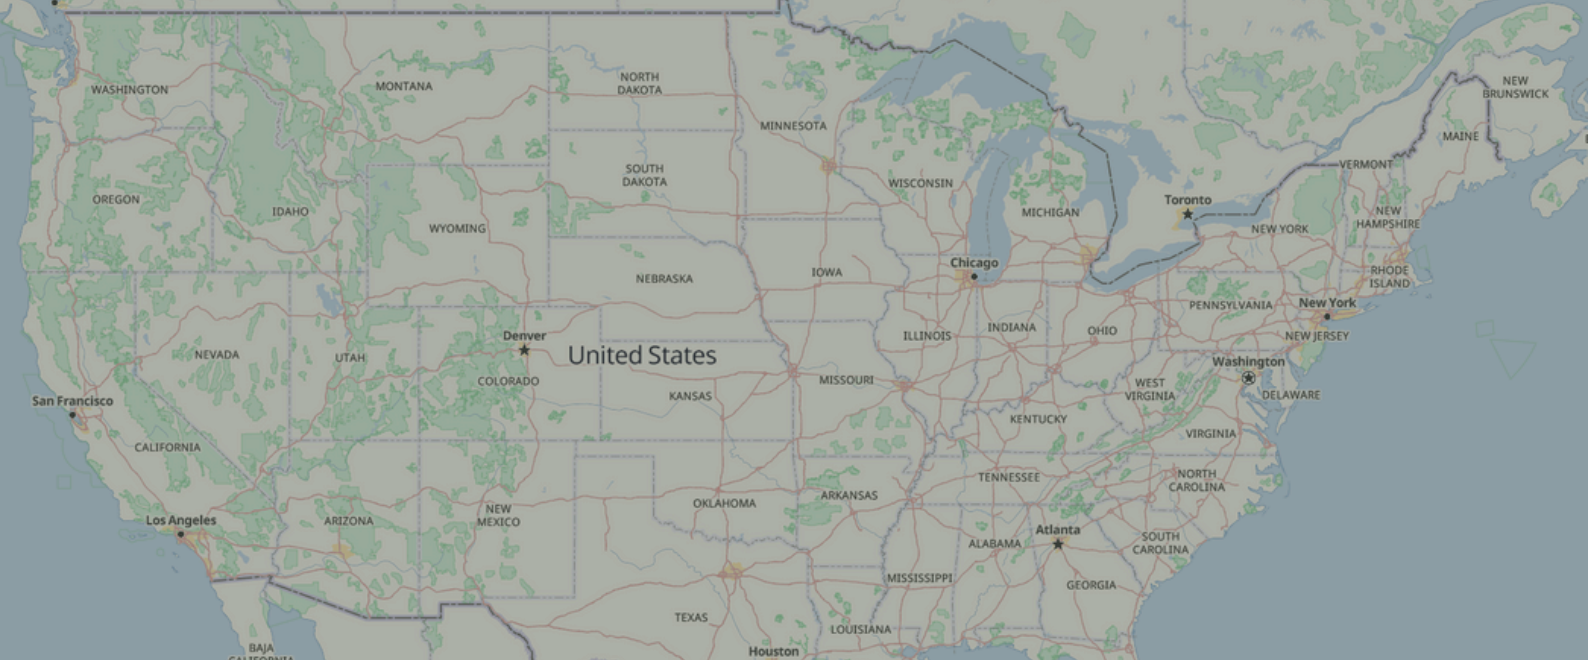 WASHINGTON
MONTANA
NORTH
DAKOTA
MINNESOTA
NEW
BRUNSWICK
MAINE
VERMONT
OREGON
IDAHO
SOUTH
DAKOTA
WISCONSIN
MICHIGAN
Toronto
NEW
HAMPSHIRE
WYOMING
NEW YORK
NEBRASKA
IOWA
Chicago
RHODE
ISLAND
PENNSYLVANIA
New York
NEVADA
UTAH
Denver
COLORADO
United States
ILLINOIS
INDIANA
OHIO
NEW JERSEY
Washington
San Francisco
KANSAS
MISSOURI
WEST
VIRGINIA
DELAWARE
CALIFORNIA
KENTUCKY
VIRGINIA
Los Angeles
ARIZONA
NEW
MEXICO
OKLAHOMA
ARKANSAS
TENNESSEE
NORTH
CAROLINA
ALABAMA
Atlanta
SOUTH
CAROLINA
MISSISSIPPI
GEORGIA
TEXAS
LOUISIANA
BAJA
CALIFORNIA
Houston